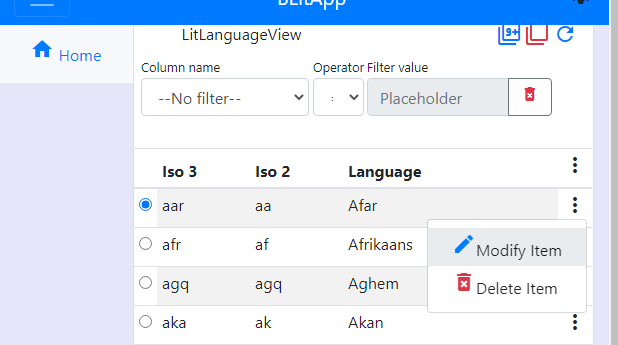 LitLanguageView
9+
Home
Column name Operator Filter value
--No filter-- Placeholder
Iso 3 Iso 2 Language
aar aa Afar
afr af Afrikaans
Modify Item
agq agq Aghem
Delete Item
aka ak Akan